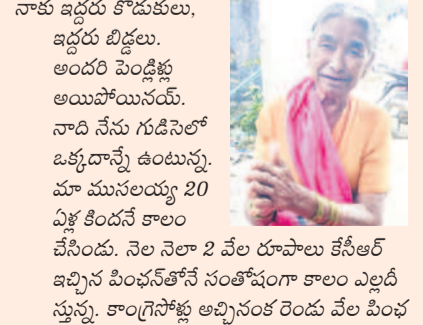 నాకు ఇద్దరు కొడుకులు,
ఇద్దరు బిడ్డలు.
అందరి పెండ్లిళ్లు
అయిపోయినయ్.
నాది నేను గుడిసెలో
ఒక్కదాన్నే ఉంటున్న.
మా ముసలయ్య 20
ఏళ్ల కిందనే కాలం
చేసిండు. నెల నెలా 2 వేల రూపాలు కేసీఆర్
ఇచ్చిన పింఛన్‌తోనే సంతోషంగా కాలం ఎల్లదీ
స్తున్న. కాంగ్రెసోళ్లు అచ్చినంక రెండు వేల పింఛ